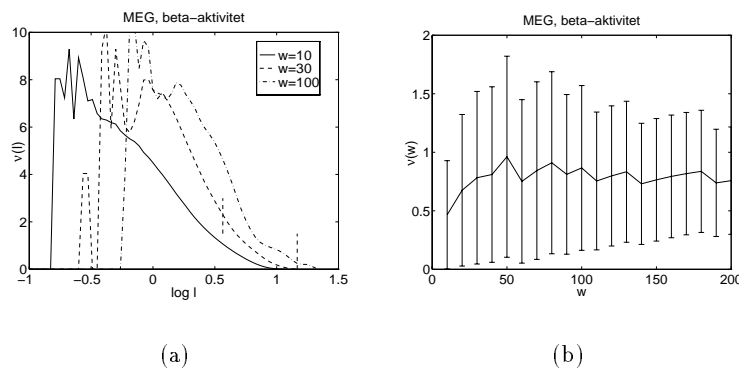 MEG, beta−aktivitet
10
8
6
4
2
0
ν(l)
w=10
w=30
w=100
−1
−0.5
0
0.5
1
1.5
log l
(a)
MEG, beta−aktivitet
2
1.5
1
0.5
0
ν(w)
0
50
100
150
200
w
(b)